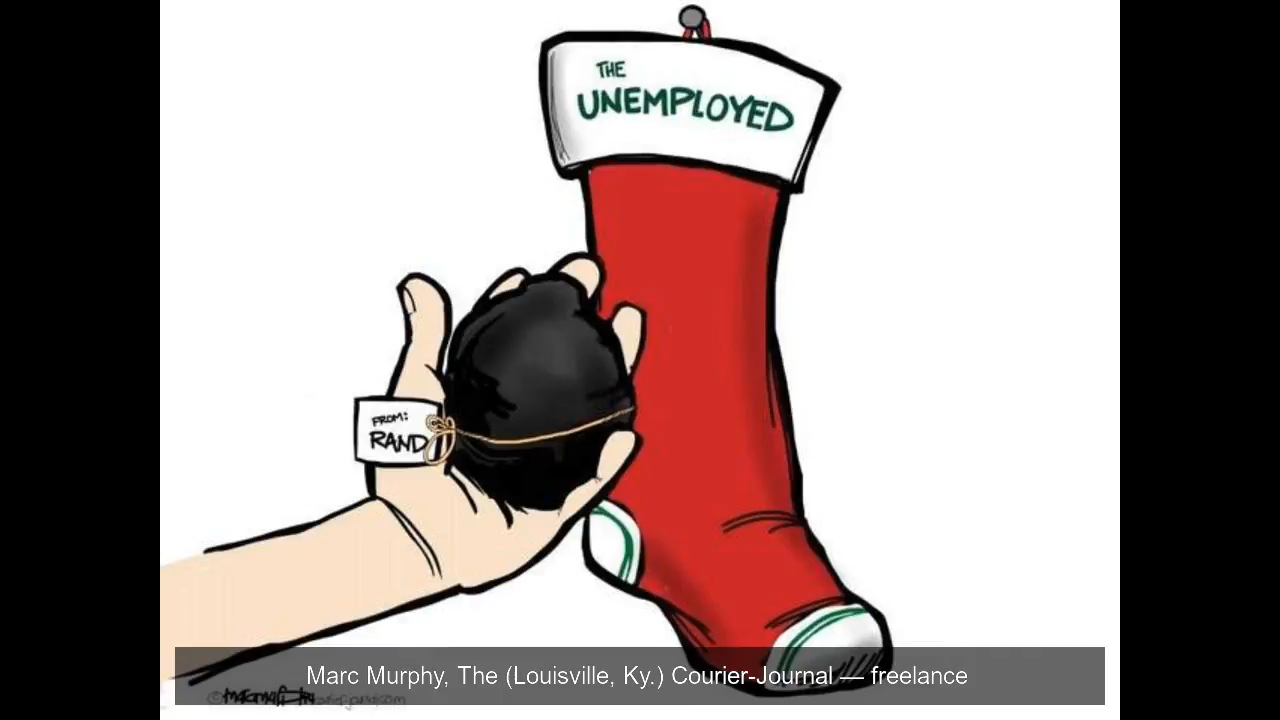 THE
UNEMPLOYED
FROM:
RAND
Marc Murphy, The (Louisville, Ky.) Courier-Journal — freelance